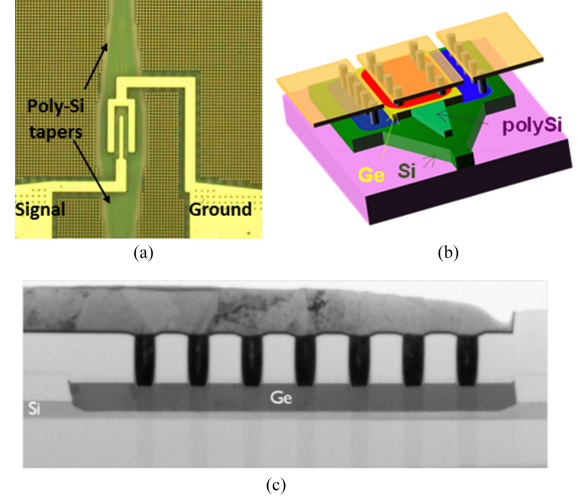 Poly-Si
tapers
Signal
Ground
(a)
polySi
Ge
Si
(b)
Ge
Si
(c)